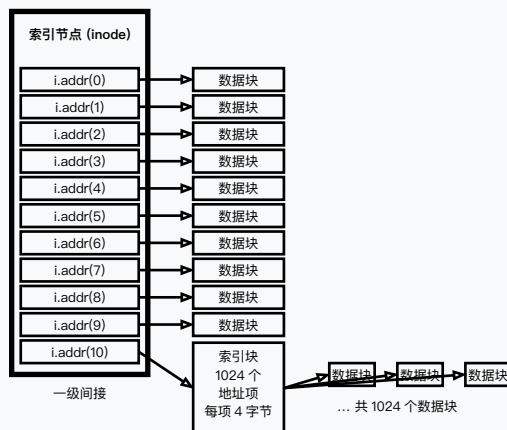 索引节点 (inode)
i.addr(0)
数据块
i.addr(1)
数据块
i.addr(2)
数据块
i.addr(3)
数据块
i.addr(4)
数据块
i.addr(5)
数据块
i.addr(6)
数据块
i.addr(7)
数据块
i.addr(8)
数据块
i.addr(9)
数据块
i.addr(10)
一级间接
索引块
1024 个
地址项
每项 4 字节
数据块
数据块
数据块
... 共 1024 个数据块